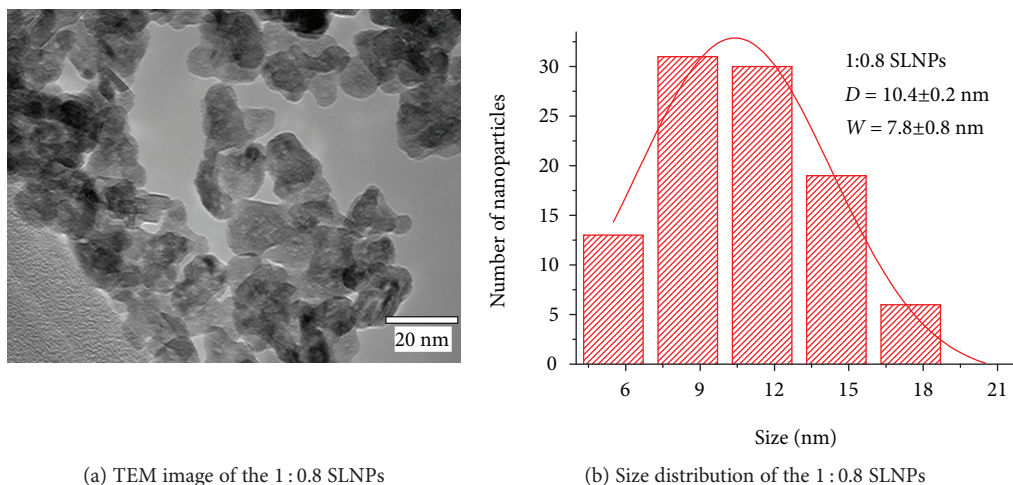 20 nm
Number of nanoparticles
30
25
20
15
10
5
0
6 9 12 15 18 21
Size (nm)
1:0.8 SLNPs
D = 10.4±0.2 nm
W = 7.8±0.8 nm
(a) TEM image of the 1 : 0.8 SLNPs
(b) Size distribution of the 1 : 0.8 SLNPs